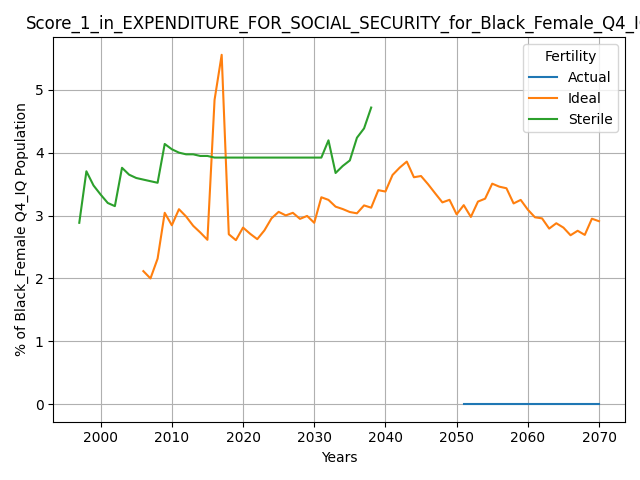 Score_1_in_EXPENDITURE_FOR_SOCIAL_SECURITY_for_Black_Female_Q4_I
Fertility
Actual
Ideal
Sterile
% of Black_Female Q4_IQ Population
5
4
3
2
1
0
2000 2010 2020 2030 2040 2050 2060 2070
Years